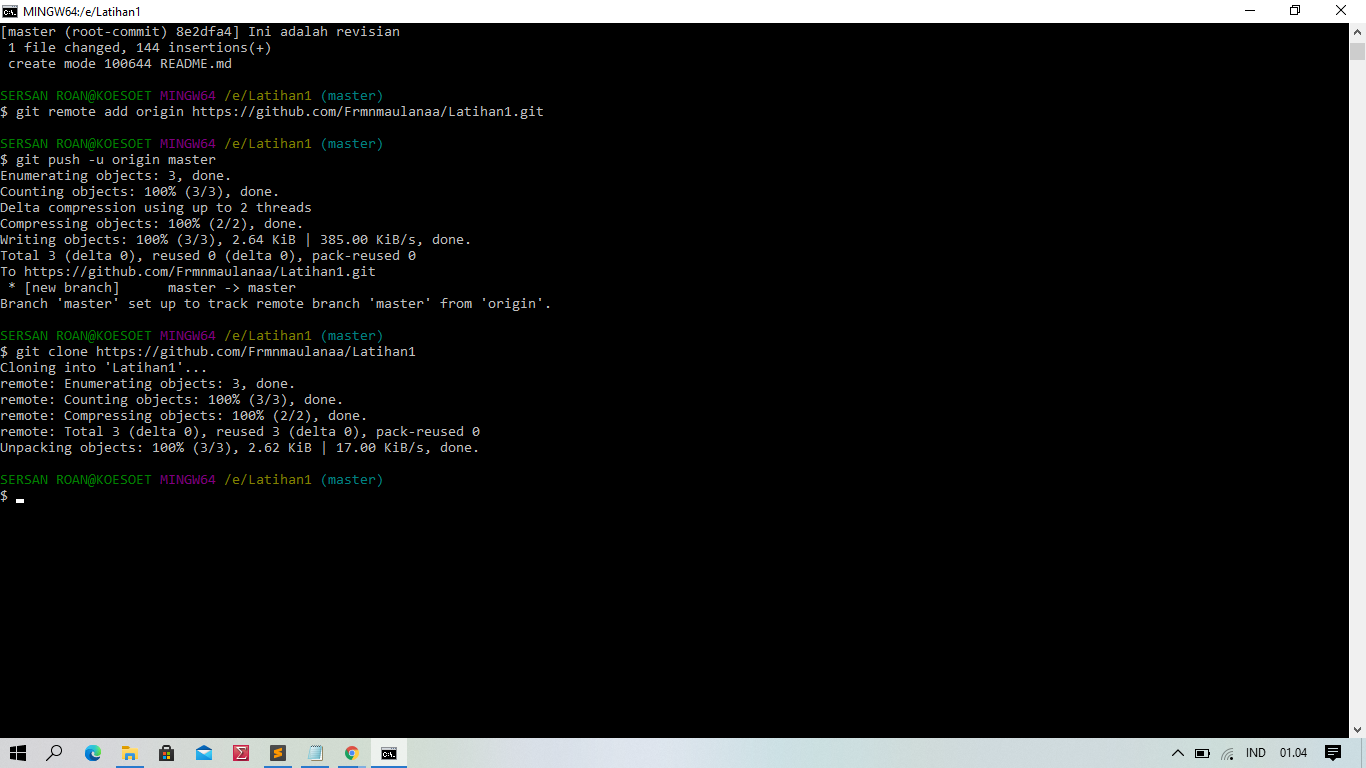 MINGW64:/e/Latihan1
[master (root-commit) 8e2dfa4] Ini adalah revisian
 1 file changed, 144 insertions(+)
 create mode 100644 README.md
SERSAN ROAN@KOESOET MINGW64 /e/Latihan1 (master)
$ git remote add origin https://github.com/Frmnmaulanaa/Latihan1.git
SERSAN ROAN@KOESOET MINGW64 /e/Latihan1 (master)
$ git push -u origin master
Enumerating objects: 3, done.
Counting objects: 100% (3/3), done.
Delta compression using up to 2 threads
Compressing objects: 100% (2/2), done.
Writing objects: 100% (3/3), 2.64 KiB | 385.00 KiB/s, done.
Total 3 (delta 0), reused 0 (delta 0), pack-reused 0
To https://github.com/Frmnmaulanaa/Latihan1.git
 * [new branch]      master -> master
Branch 'master' set up to track remote branch 'master' from 'origin'.
SERSAN ROAN@KOESOET MINGW64 /e/Latihan1 (master)
$ git clone https://github.com/Frmnmaulanaa/Latihan1
Cloning into 'Latihan1'...
remote: Enumerating objects: 3, done.
remote: Counting objects: 100% (3/3), done.
remote: Compressing objects: 100% (2/2), done.
remote: Total 3 (delta 0), reused 3 (delta 0), pack-reused 0
Unpacking objects: 100% (3/3), 2.62 KiB | 17.00 KiB/s, done.
SERSAN ROAN@KOESOET MINGW64 /e/Latihan1 (master)
$
IND 01.04